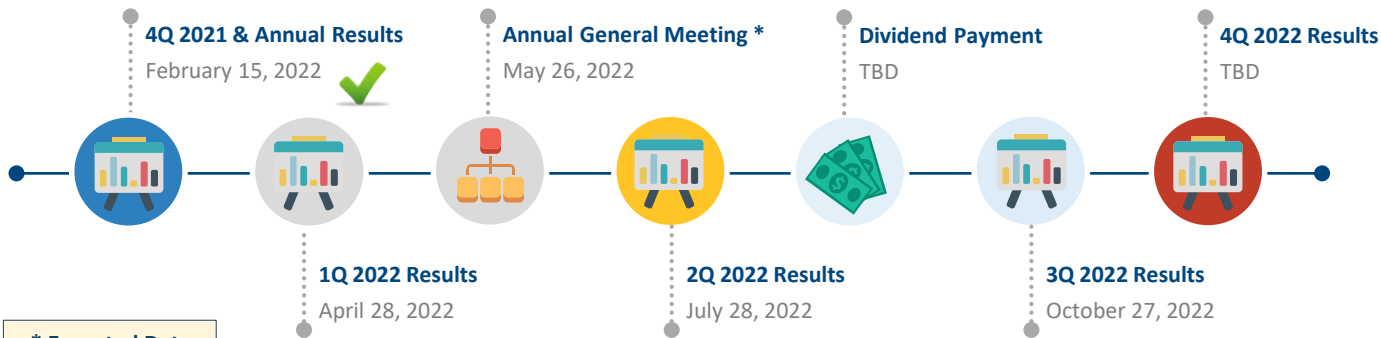 4Q 2021 & Annual Results
February 15, 2022
1Q 2022 Results
April 28, 2022
Annual General Meeting *
May 26, 2022
2Q 2022 Results
July 28, 2022
Dividend Payment
TBD
3Q 2022 Results
October 27, 2022
4Q 2022 Results
TBD